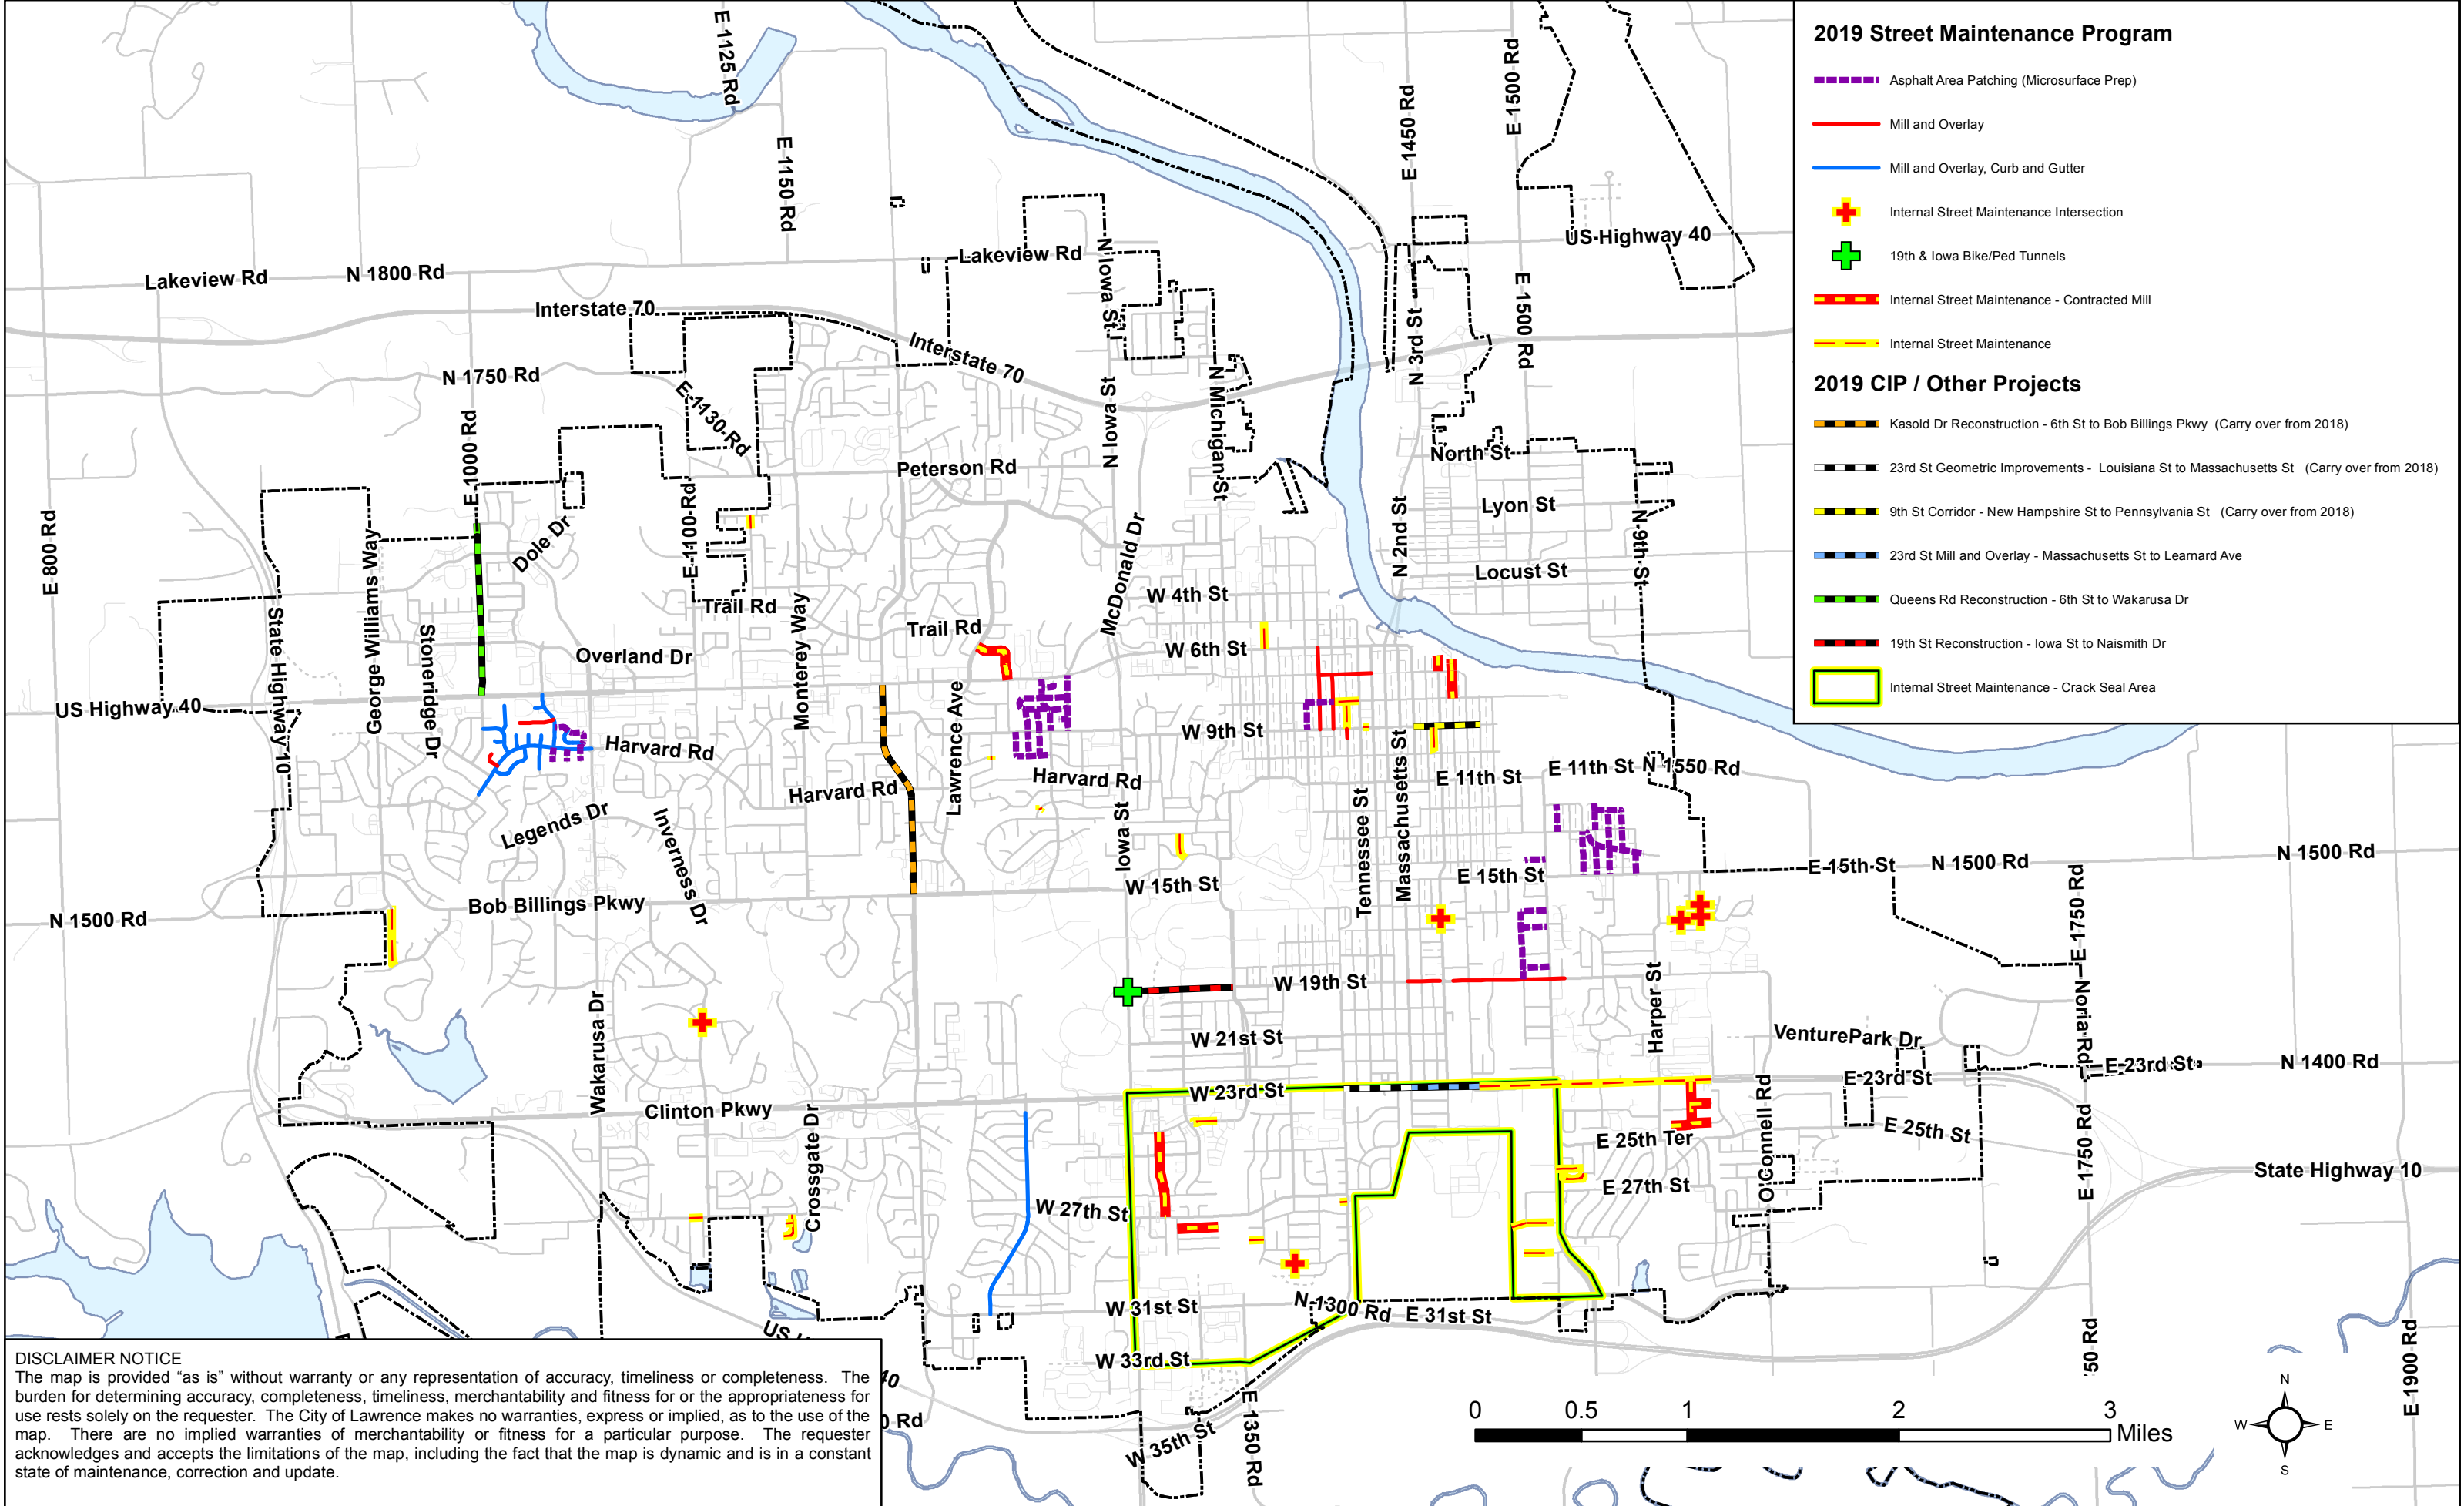 E 1125 Rd
E 1150 Rd
E 1450 Rd
E 1500 Rd
US Highway 40
Lakeview Rd
N 1800 Rd
Lakeview Rd
N Iowa St
Interstate 70
Interstate 70
N 3rd St
E 1500 Rd
N 1750 Rd
E 1130 Rd
N Iowa St
N Michigan St
E 1000 Rd
Peterson Rd
North St
Lyon St
E 800 Rd
E 1100 Rd
N 2nd St
N 9th St
Dole Dr
McDonald Dr
Locust St
George Williams Way
Trail Rd
W 4th St
Monterey Way
Trail Rd
State Highway 10
Stoneridge Dr
Overland Dr
W 6th St
US Highway 40
Lawrence Ave
Harvard Rd
W 9th St
Massachusetts St
Harvard Rd
Harvard Rd
E 11th St
E 11th St
N 1550 Rd
Legends Dr
Inverness Dr
Iowa St
Tennessee St
Massachusetts St
W 15th St
E 15th St
E 15th St
N 1500 Rd
N 1500 Rd
N 1500 Rd
Bob Billings Pkwy
E 1750 Rd
W 19th St
Harper St
Noria Rd
Wakarusa Dr
W 21st St
VenturePark Dr
E 23rd St
E 23rd St
N 1400 Rd
W 23rd St
Clinton Pkwy
Crossgate Dr
O'Connell Rd
E 25th Ter
E 25th St
E 1750 Rd
W 27th St
E 27th St
State Highway 10
W 31st St
N 1300 Rd
E 31st St
W 33rd St
50 Rd
E 1900 Rd
40
0 Rd
W 35th St
E 1350 Rd
2019 Street Maintenance Program
Asphalt Area Patching (Microsurface Prep)
Mill and Overlay
Mill and Overlay, Curb and Gutter
Internal Street Maintenance Intersection
19th & Iowa Bike/Ped Tunnels
Internal Street Maintenance - Contracted Mill
Internal Street Maintenance
2019 CIP / Other Projects
Kasold Dr Reconstruction - 6th St to Bob Billings Pkwy (Carry over from 2018)
23rd St Geometric Improvements - Louisiana St to Massachusetts St (Carry over from 2018)
9th St Corridor - New Hampshire St to Pennsylvania St (Carry over from 2018)
23rd St Mill and Overlay - Massachusetts St to Learnard Ave
Queens Rd Reconstruction - 6th St to Wakarusa Dr
19th St Reconstruction - Iowa St to Naismith Dr
Internal Street Maintenance - Crack Seal Area
DISCLAIMER NOTICE
The map is provided “as is” without warranty or any representation of accuracy, timeliness or completeness. The
burden for determining accuracy, completeness, timeliness, merchantability and fitness for or the appropriateness for
use rests solely on the requester. The City of Lawrence makes no warranties, express or implied, as to the use of the
map. There are no implied warranties of merchantability or fitness for a particular purpose. The requester
acknowledges and accepts the limitations of the map, including the fact that the map is dynamic and is in a constant
state of maintenance, correction and update.
0 0.5 1 2 3
Miles
N
W E
S